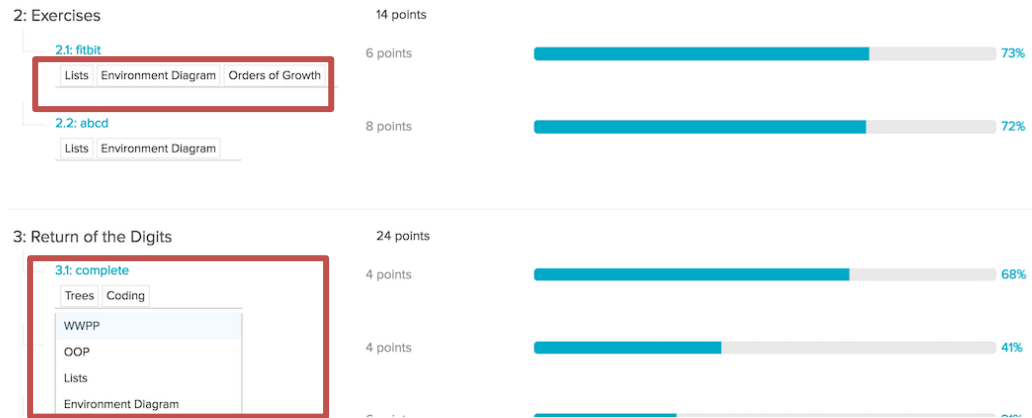 2: Exercises 14 points
2.1: fitbit 6 points 73%
Lists Environment Diagram Orders of Growth
2.2: abcd 8 points 72%
Lists Environment Diagram
3: Return of the Digits 24 points
3.1: complete 4 points 68%
Trees Coding
WWPP
4 points 41%
OOP
Lists
Environment Diagram